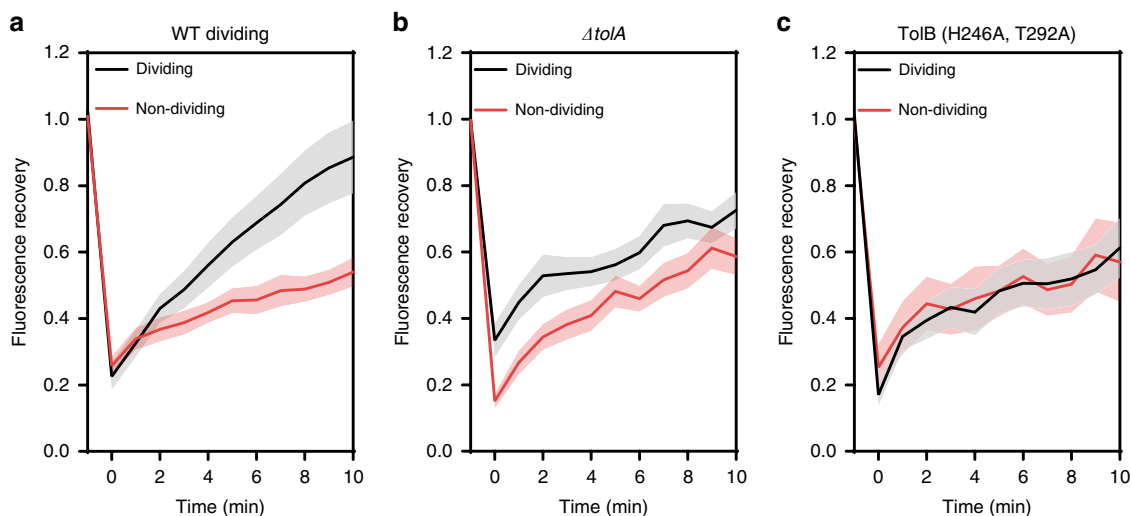 a
WT dividing
Fluorescence recovery
1.2
1.0
0.8
0.6
0.4
0.2
0.0
Dividing
Non-dividing
0 2 4 6 8 10
Time (min)
b
ΔtolA
Fluorescence recovery
1.2
1.0
0.8
0.6
0.4
0.2
0.0
Dividing
Non-dividing
0 2 4 6 8 10
Time (min)
c
TolB (H246A, T292A)
Fluorescence recovery
1.2
1.0
0.8
0.6
0.4
0.2
0.0
Dividing
Non-dividing
0 2 4 6 8 10
Time (min)